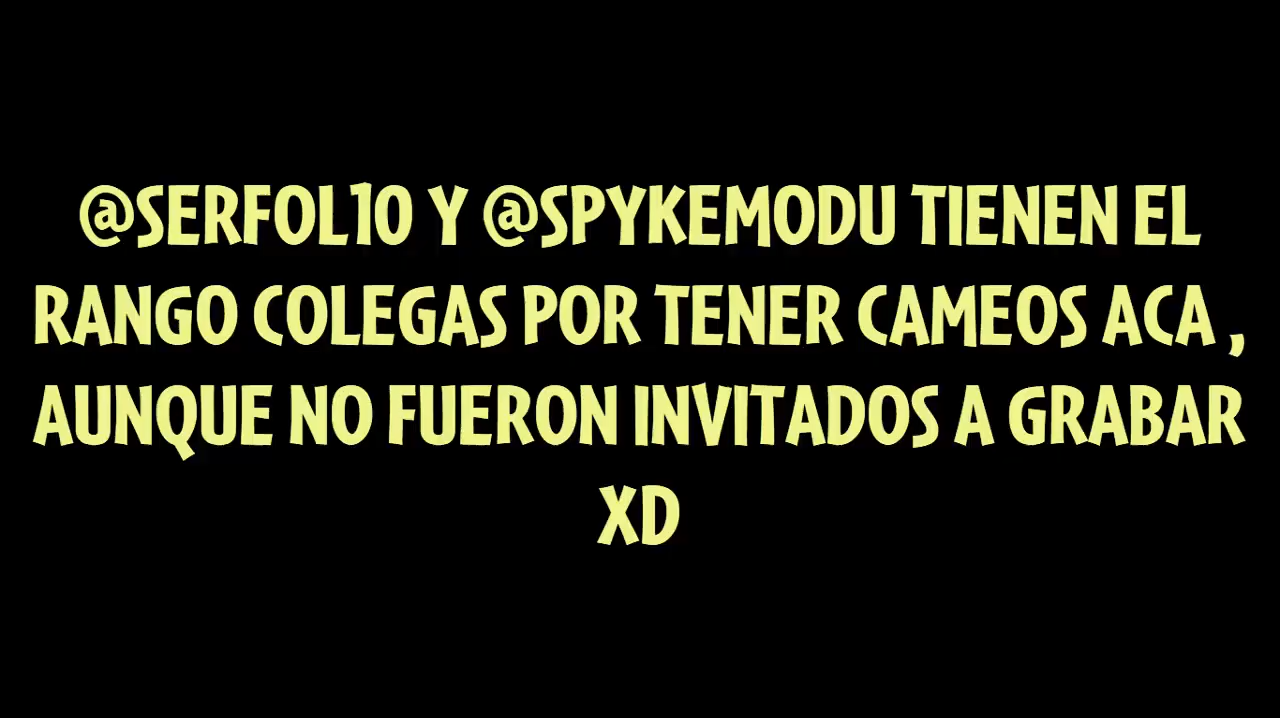 @SERFOL10 Y @SPYKEMODU TIENEN EL
RANGO COLEGAS POR TENER CAMEOS ACA ,
AUNQUE NO FUERON INVITADOS A GRABAR
XD